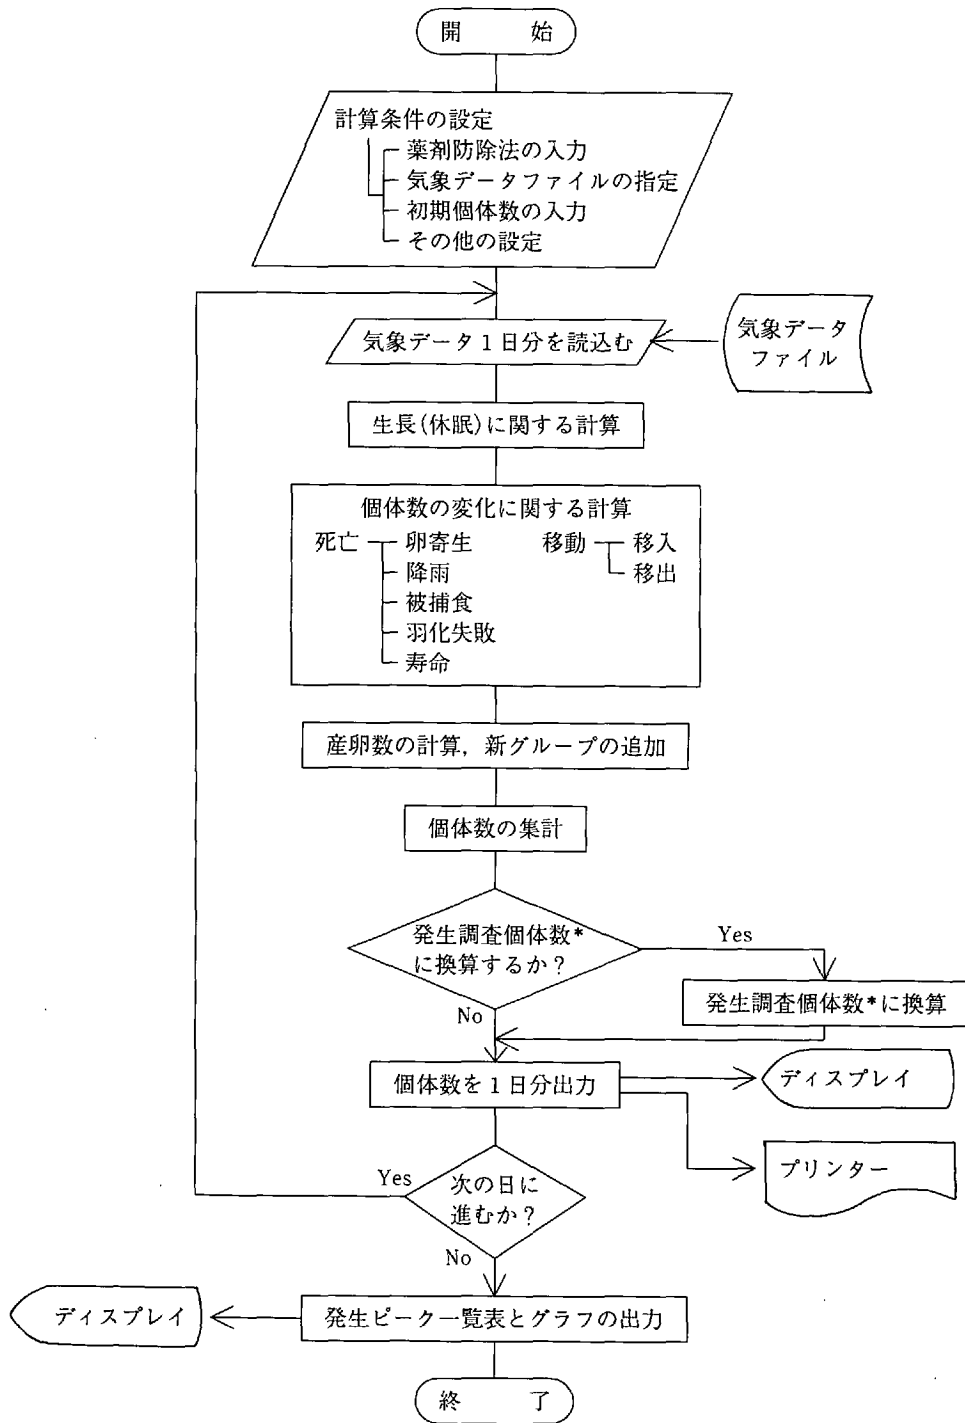 開 始
計算条件の設定
薬剤防除法の入力
気象データファイルの指定
初期個体数の入力
その他の設定
気象データ1日分を読込む
気象データ
ファイル
生長(休眠)に関する計算
個体数の変化に関する計算
死亡 卵寄生 移動 移入
降雨 移出
被捕食
羽化失敗
寿命
産卵数の計算,新グループの追加
個体数の集計
発生調査個体数*
に換算するか?
Yes
発生調査個体数*に換算
No
個体数を1日分出力
ディスプレイ
プリンター
Yes
次の日に
進むか?
No
ディスプレイ
発生ピーク一覧表とグラフの出力
終 了